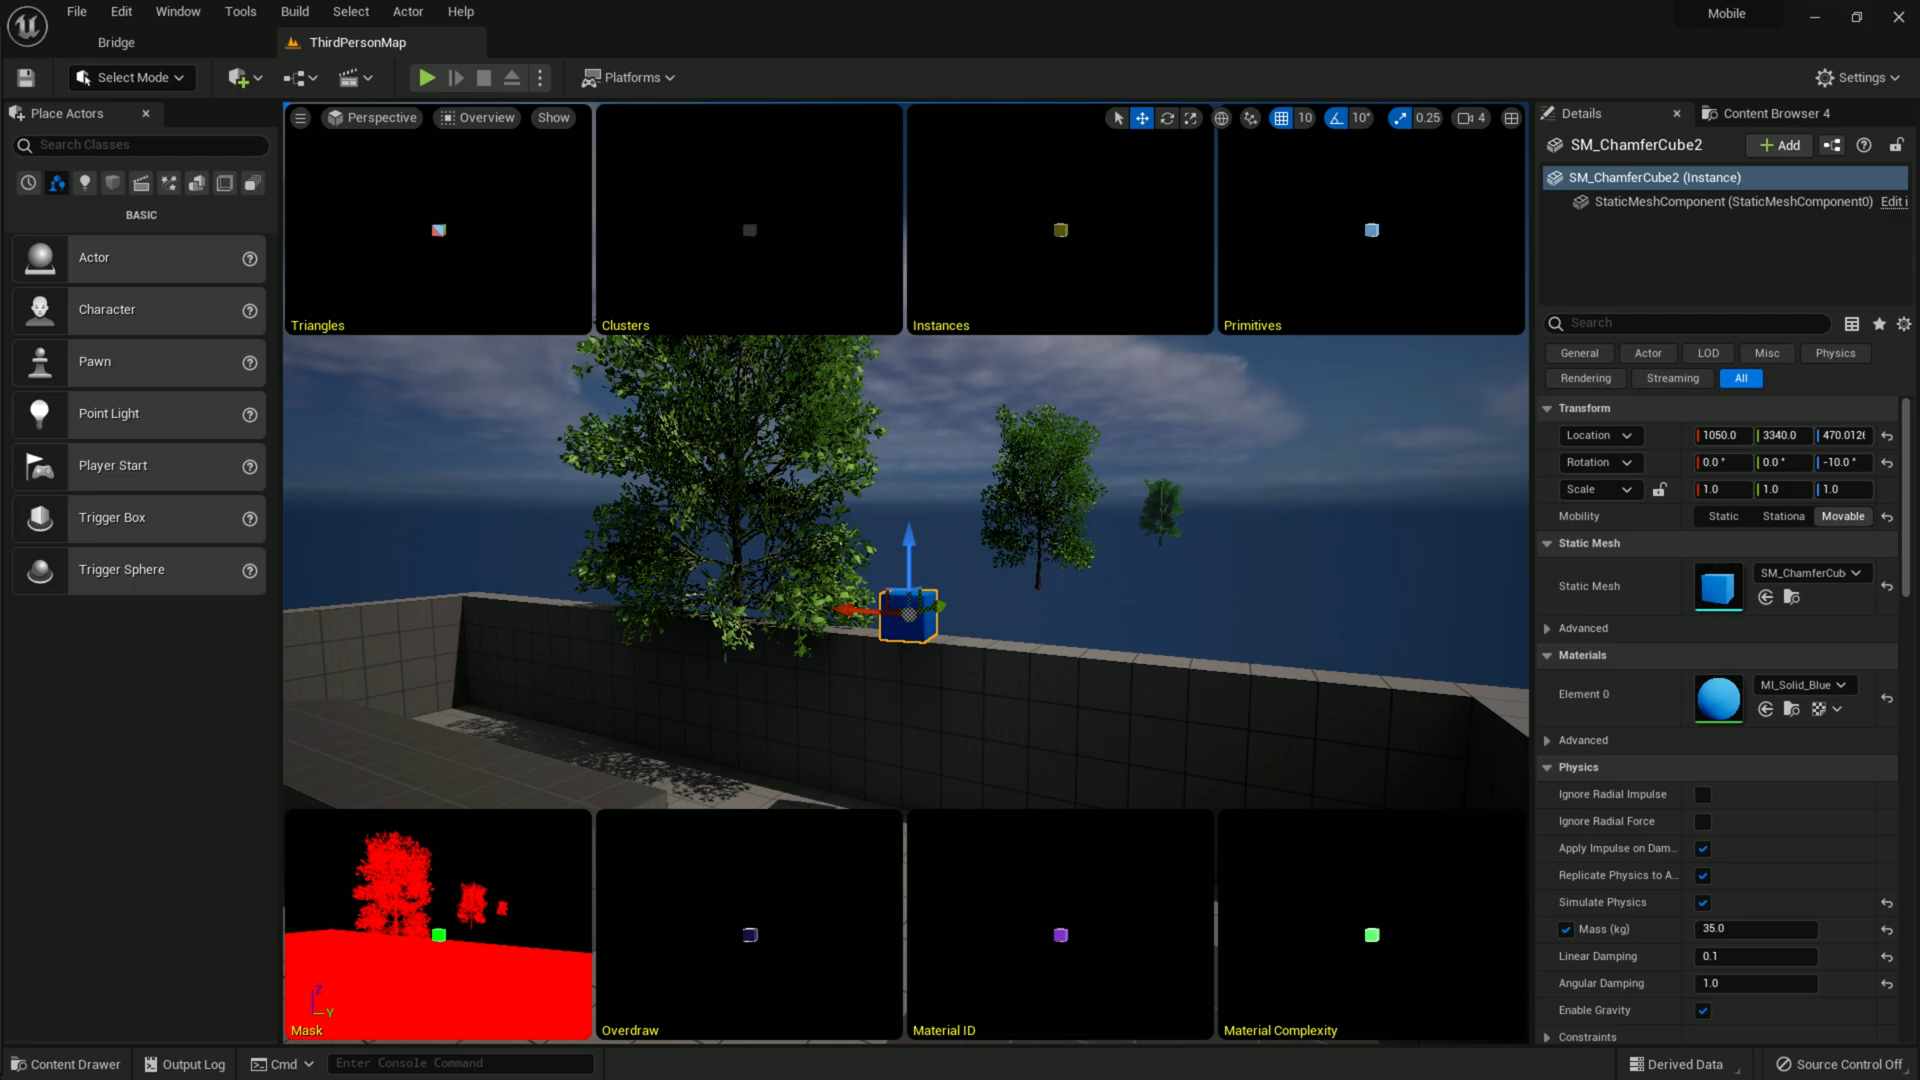 File Edit Window Tools Build Select Actor Help
Mobile
Bridge
ThirdPersonMap
Select Mode
Platforms
Settings
Place Actors
Search Classes
BASIC
Actor
Character
Pawn
Point Light
Player Start
Trigger Box
Trigger Sphere
Perspective
Overview
Show
10
10°
0.25
4
Triangles
Clusters
Instances
Primitives
Mask
Z
Y
Overdraw
Material ID
Material Complexity
Details
Content Browser 4
SM_ChamferCube2
Add
SM_ChamferCube2 (Instance)
StaticMeshComponent (StaticMeshComponent0) Edit i
Search
General Actor LOD Misc Physics
Rendering Streaming All
Transform
Location 1050.0 3340.0 470.0126
Rotation 0.0 ° 0.0 ° -10.0 °
Scale 1.0 1.0 1.0
Mobility Static Stationa Movable
Static Mesh
Static Mesh SM_ChamferCub
Advanced
Materials
Element 0 MI_Solid_Blue
Advanced
Physics
Ignore Radial Impulse
Ignore Radial Force
Apply Impulse on Dam...
Replicate Physics to A...
Simulate Physics
Mass (kg) 35.0
Linear Damping 0.1
Angular Damping 1.0
Enable Gravity
Constraints
Content Drawer
Output Log
Cmd
Enter Console Command
Derived Data
Source Control Off